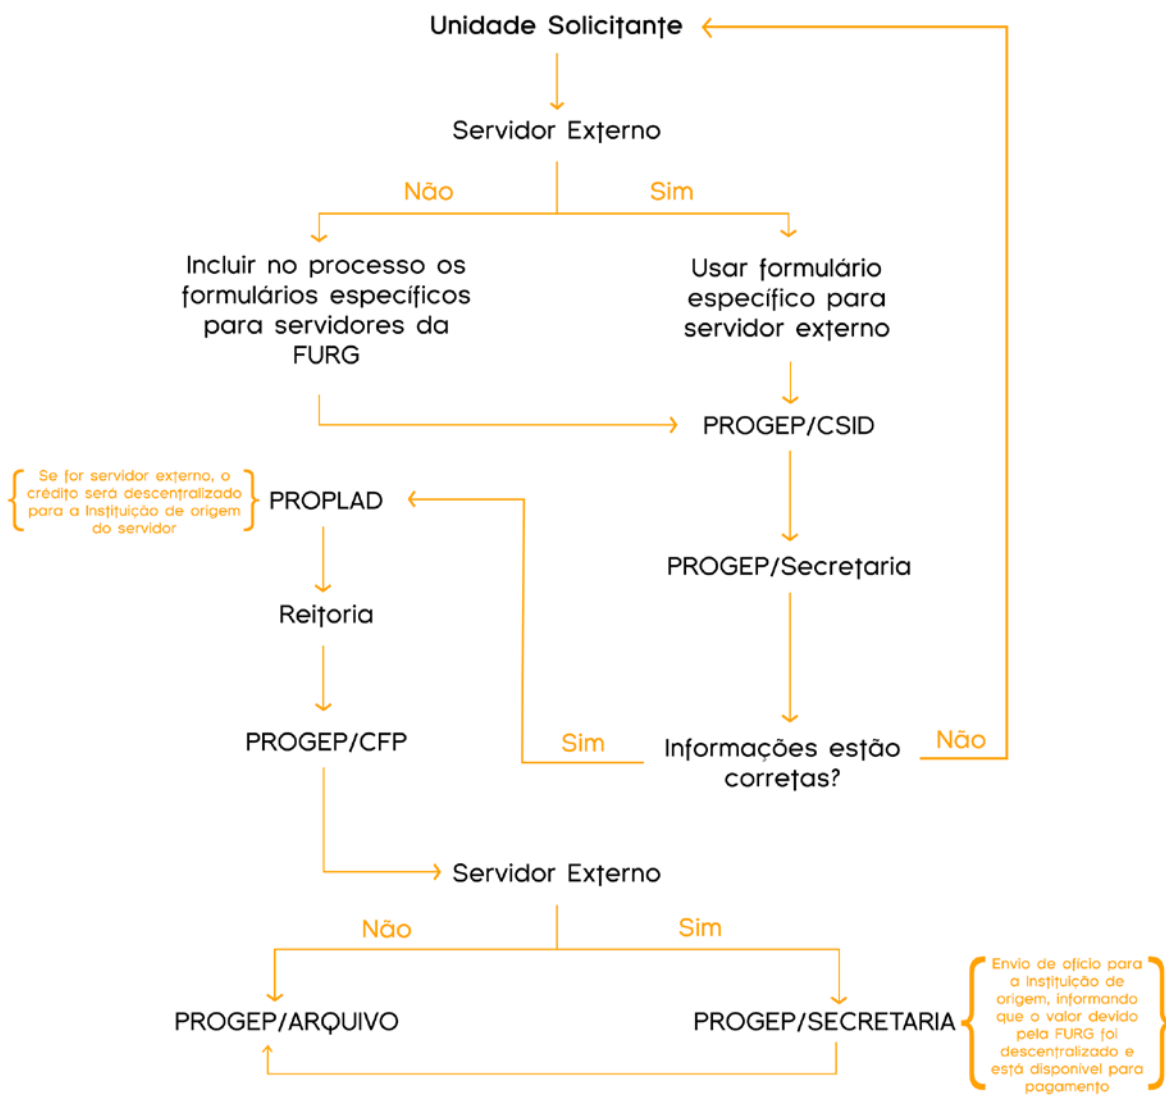 Unidade Solicitante
Servidor Externo
Não
Sim
Incluir no processo os
formulários específicos
para servidores da
FURG
Usar formulário
específico para
servidor externo
PROGEP/CSID
Se for servidor externo, o
crédito será descentralizado
para a Instituição de origem
do servidor
PROPLAD
PROGEP/Secretaria
Reitoria
PROGEP/CFP
Sim
Informações estão
corretas?
Não
Servidor Externo
Não
Sim
PROGEP/ARQUIVO
PROGEP/SECRETARIA
Envio de ofício para
a Instituição de
origem, informando
que o valor devido
pela FURG foi
descentralizado e
está disponível para
pagamento